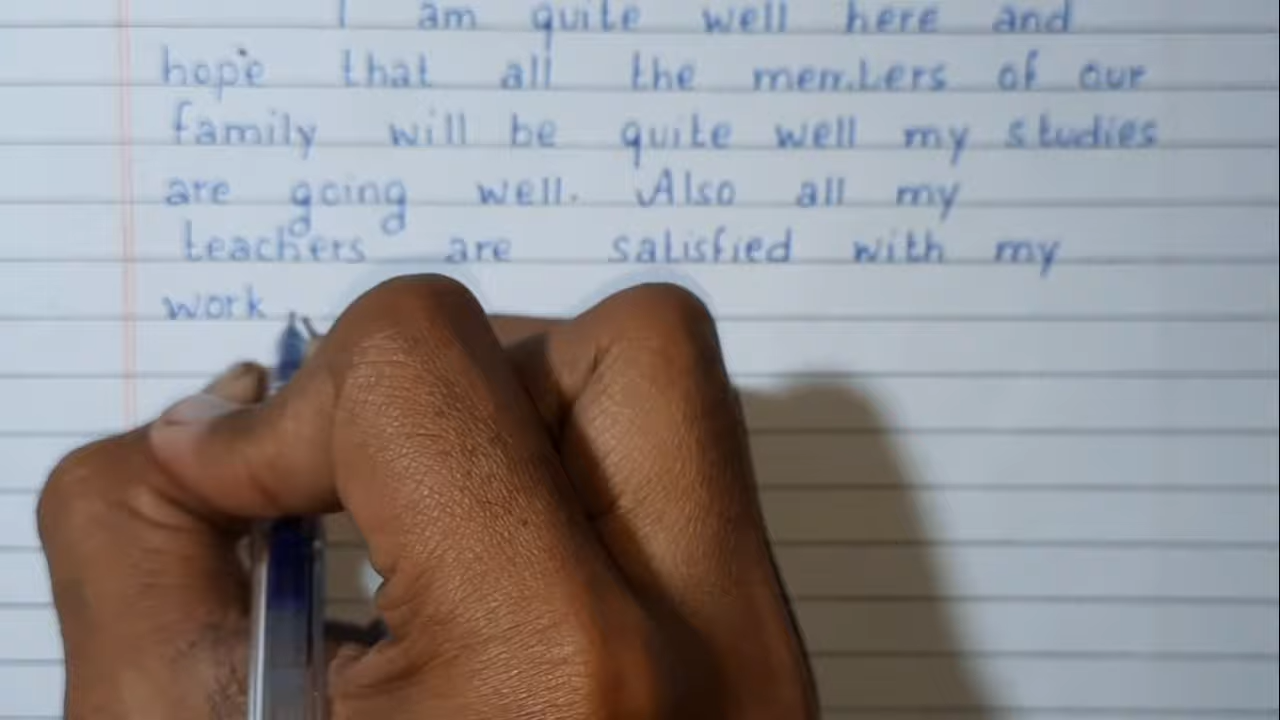 I am quite well here and
hope that all the members of our
family will be quite well my studies
are going well. Also all my
teachers are satisfied with my
work